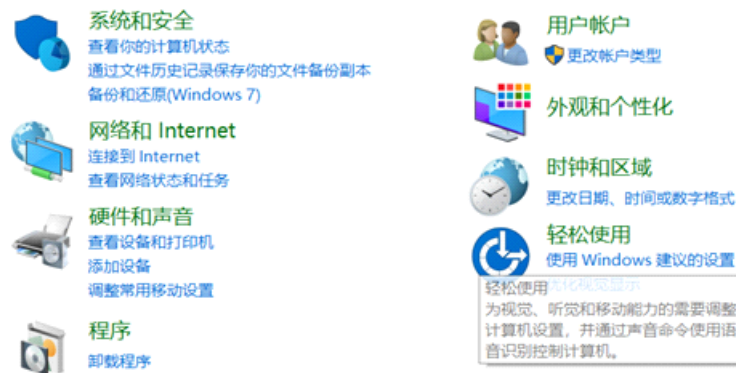 系统和安全
查看你的计算机状态
通过文件历史记录保存你的文件备份副本
备份和还原(Windows 7)
网络和 Internet
连接到 Internet
查看网络状态和任务
硬件和声音
查看设备和打印机
添加设备
调整常用移动设置
程序
卸载程序
用户帐户
更改帐户类型
外观和个性化
时钟和区域
更改日期、时间或数字格式
轻松使用
使用 Windows 建议的设置
优化视觉显示
轻松使用
为视觉、听觉和移动能力的需要调整
计算机设置，并通过声音命令使用语
音识别控制计算机。